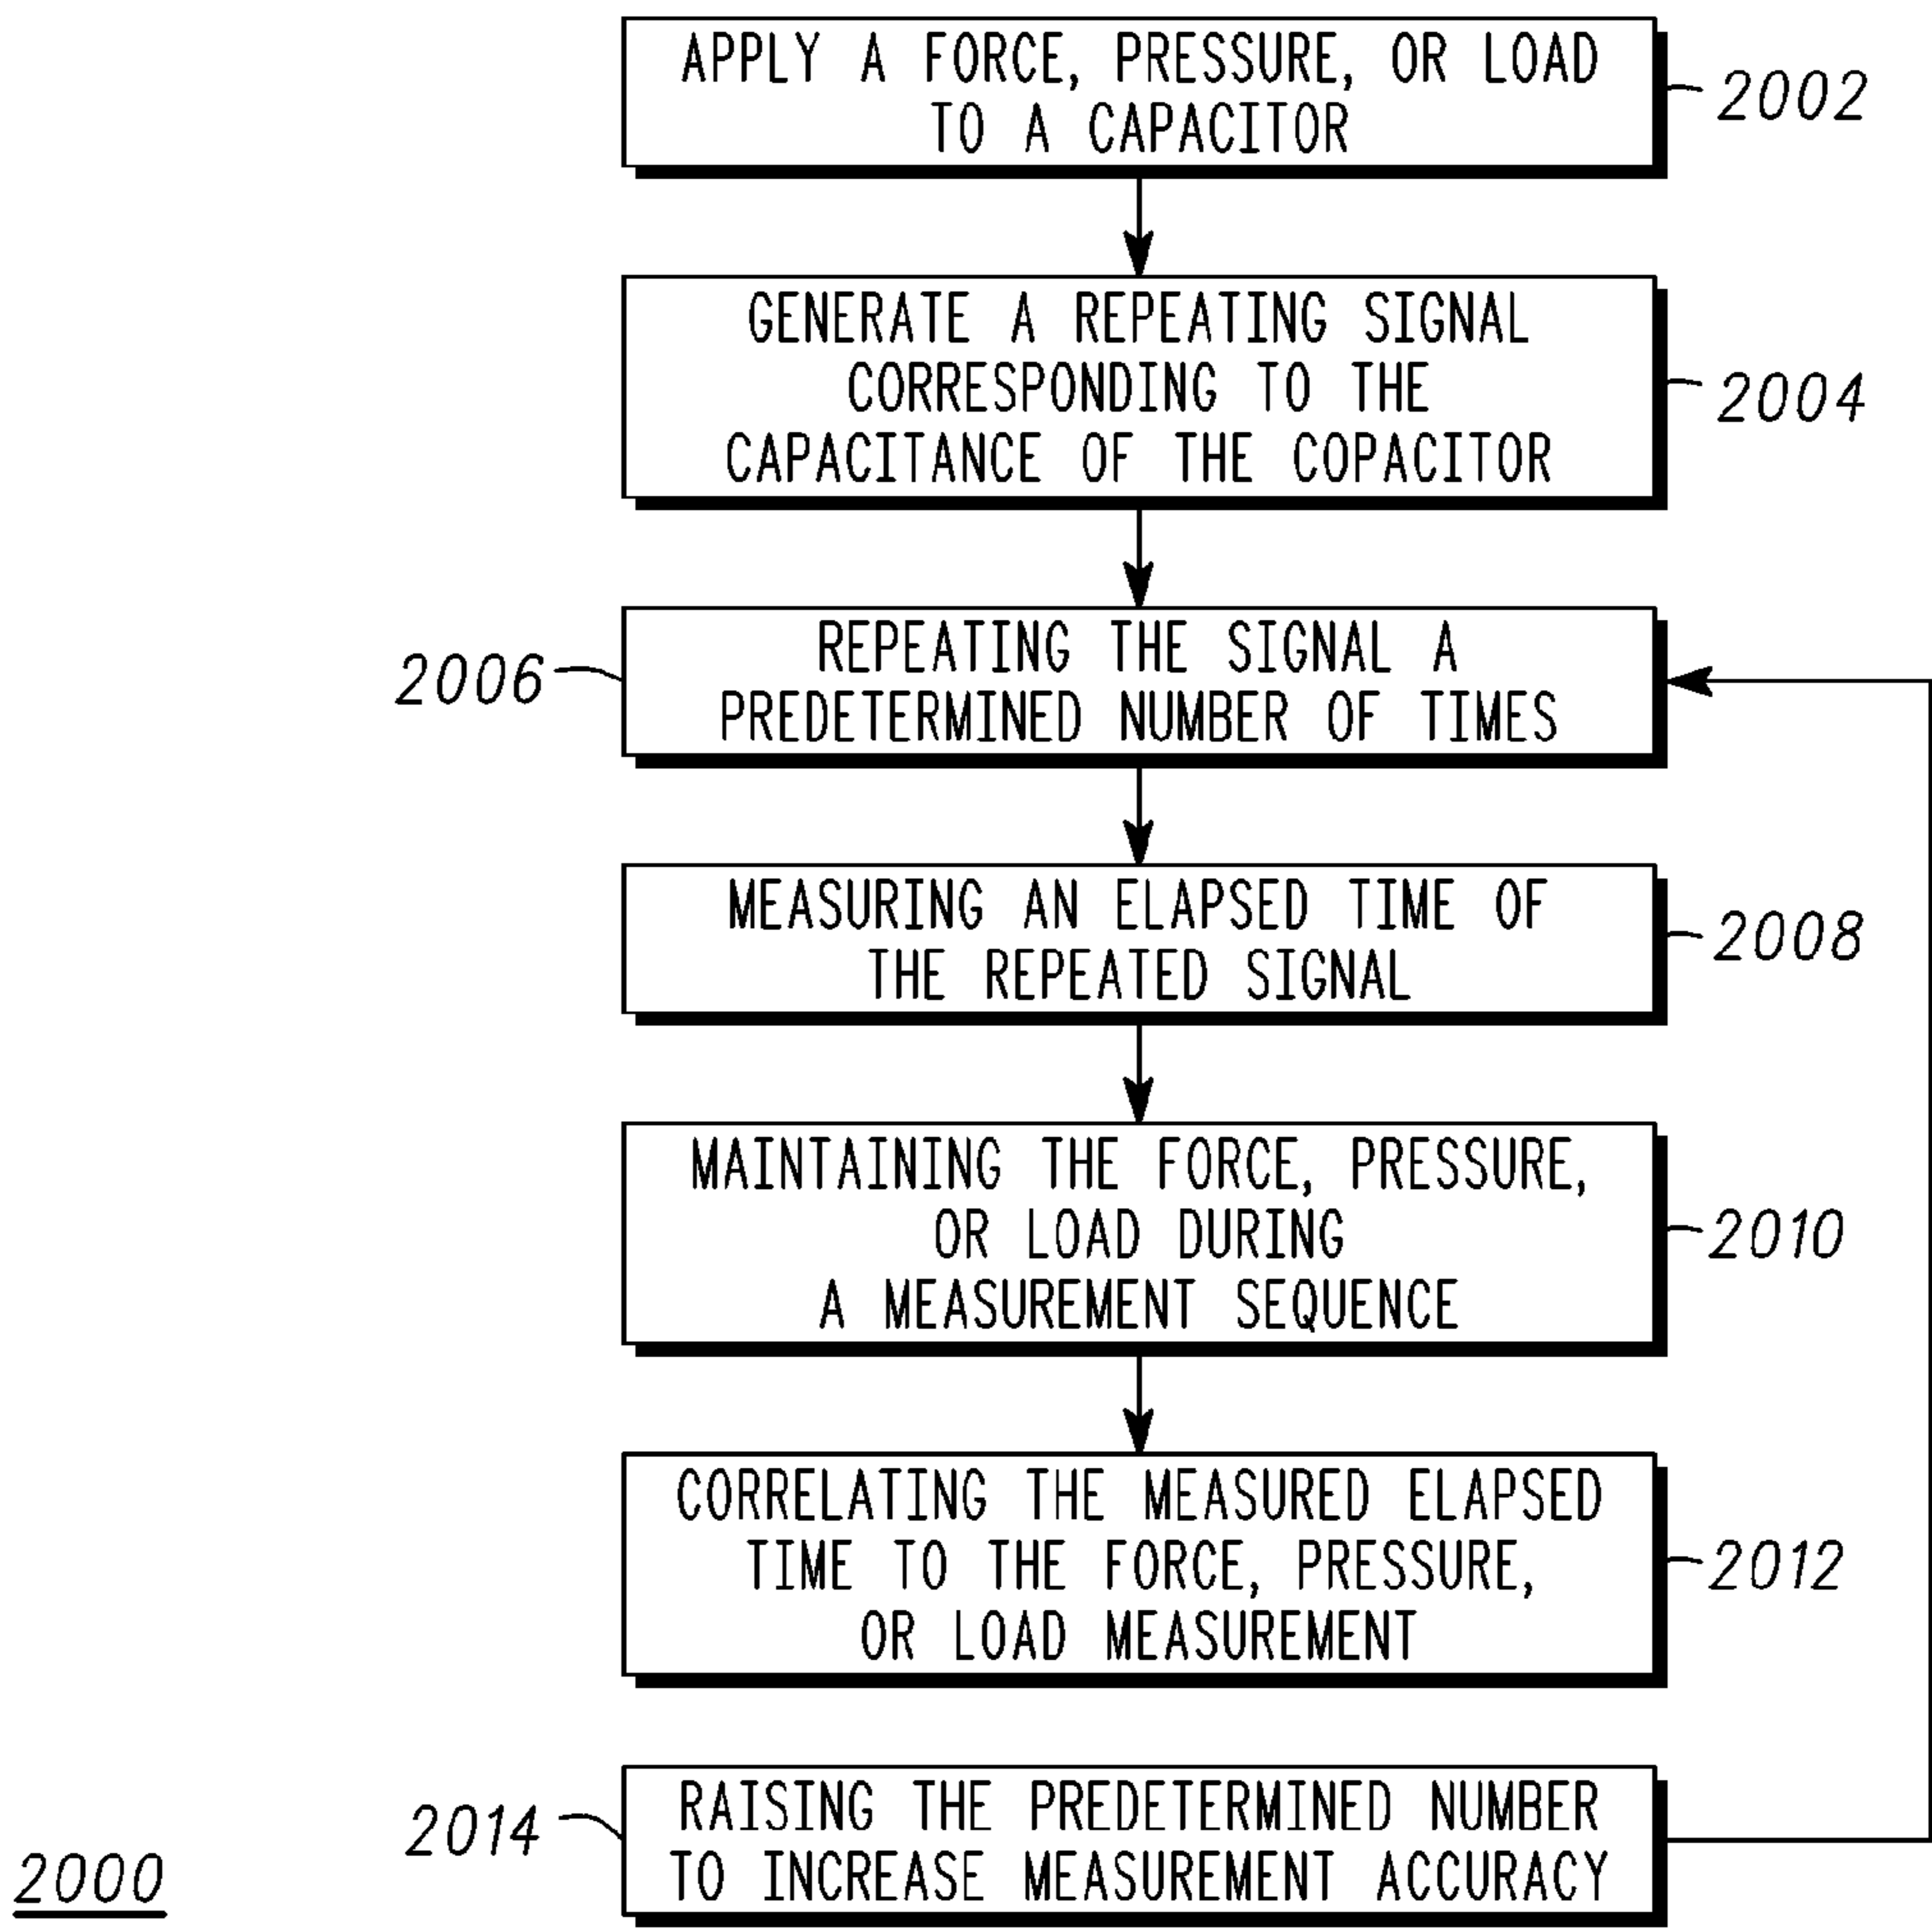 APPLY A FORCE, PRESSURE, OR LOAD
TO A CAPACITOR
2002
GENERATE A REPEATING SIGNAL
CORRESPONDING TO THE
CAPACITANCE OF THE COPACITOR
2004
2006
REPEATING THE SIGNAL A
PREDETERMINED NUMBER OF TIMES
MEASURING AN ELAPSED TIME OF
THE REPEATED SIGNAL
2008
MAINTAINING THE FORCE, PRESSURE,
OR LOAD DURING
A MEASUREMENT SEQUENCE
2010
CORRELATING THE MEASURED ELAPSED
TIME TO THE FORCE, PRESSURE,
OR LOAD MEASUREMENT
2012
2014
RAISING THE PREDETERMINED NUMBER
TO INCREASE MEASUREMENT ACCURACY
2000